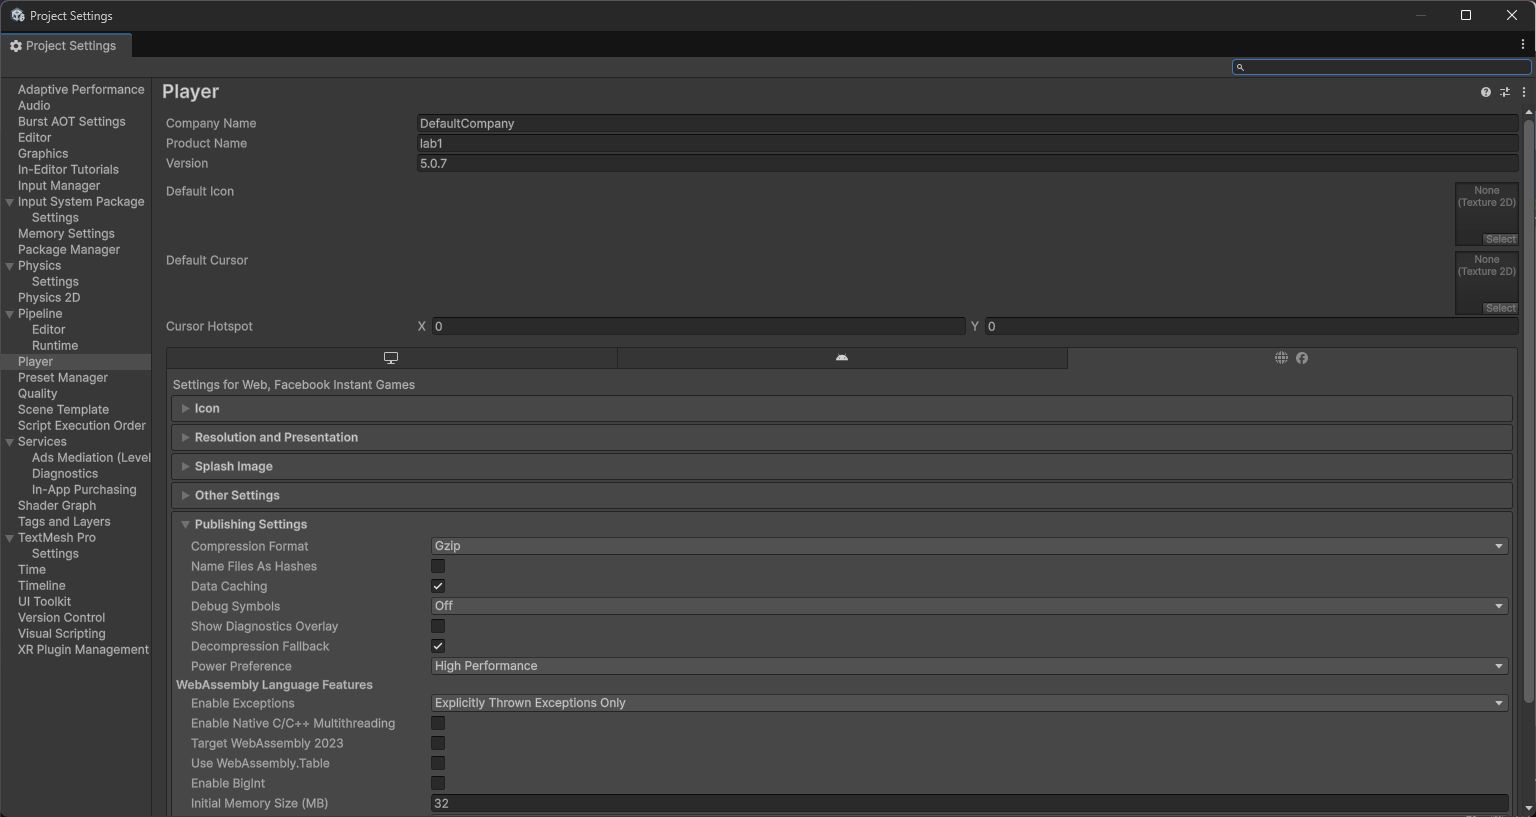 Project Settings
Project Settings
Adaptive Performance
Audio
Burst AOT Settings
Editor
Graphics
In-Editor Tutorials
Input Manager
Input System Package
Settings
Memory Settings
Package Manager
Physics
Settings
Physics 2D
Pipeline
Editor
Runtime
Player
Preset Manager
Quality
Scene Template
Script Execution Order
Services
Ads Mediation (Level
Diagnostics
In-App Purchasing
Shader Graph
Tags and Layers
TextMesh Pro
Settings
Time
Timeline
UI Toolkit
Version Control
Visual Scripting
XR Plugin Management
Player
Company Name DefaultCompany
Product Name lab1
Version 5.0.7
Default Icon
None
(Texture 2D)
Select
Default Cursor
None
(Texture 2D)
Select
Cursor Hotspot X 0 Y 0
Settings for Web, Facebook Instant Games
Icon
Resolution and Presentation
Splash Image
Other Settings
Publishing Settings
Compression Format Gzip
Name Files As Hashes
Data Caching
Debug Symbols Off
Show Diagnostics Overlay
Decompression Fallback
Power Preference High Performance
WebAssembly Language Features
Enable Exceptions Explicitly Thrown Exceptions Only
Enable Native C/C++ Multithreading
Target WebAssembly 2023
Use WebAssembly.Table
Enable BigInt
Initial Memory Size (MB) 32